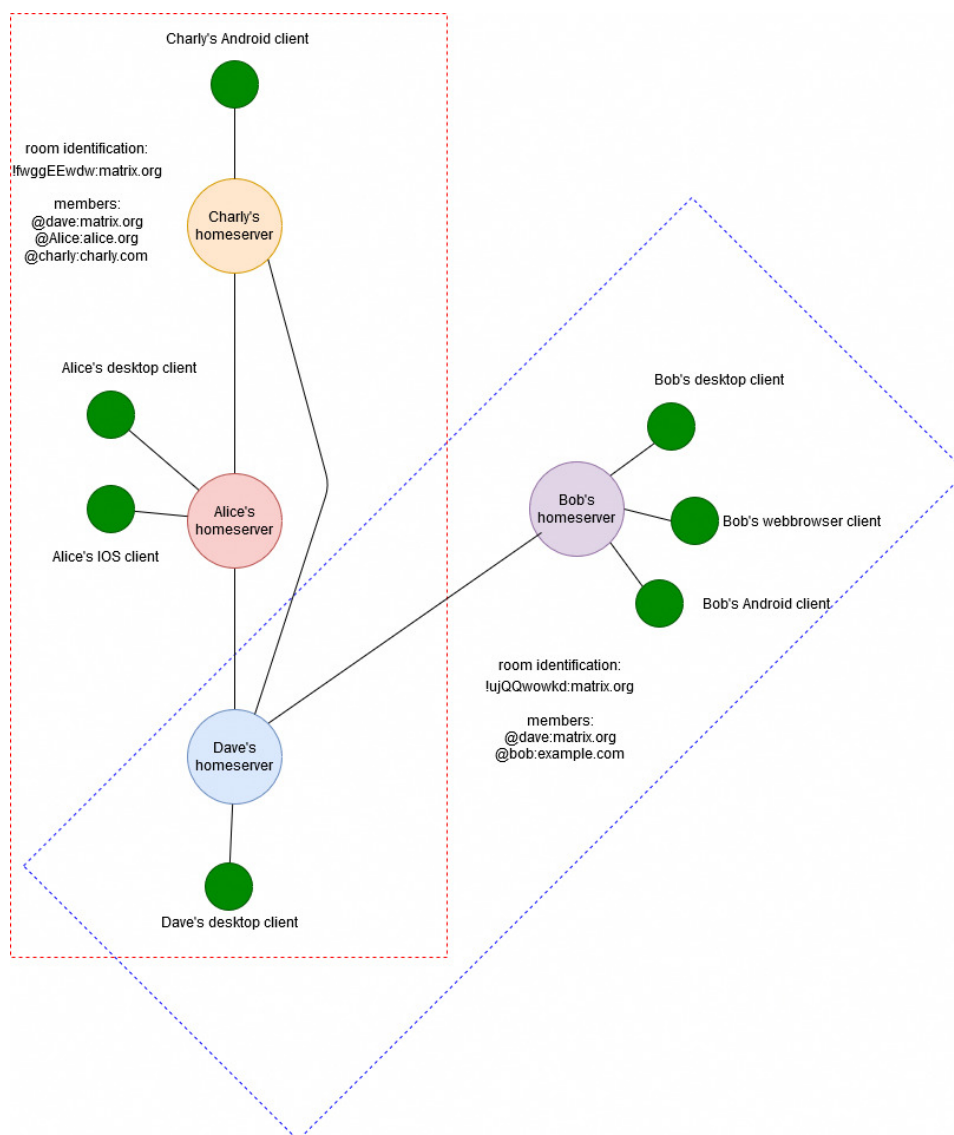 Charly's Android client
room identification:
!fwggEEwdw:matrix.org
members:
@dave:matrix.org
@Alice:alice.org
@charly:charly.com
Charly's
homeserver
Alice's desktop client
Alice's
homeserver
Alice's IOS client
Bob's desktop client
Bob's
homeserver
Bob's webbrowser client
Bob's Android client
room identification:
!ujQQwowkd:matrix.org
members:
@dave:matrix.org
@bob:example.com
Dave's
homeserver
Dave's desktop client